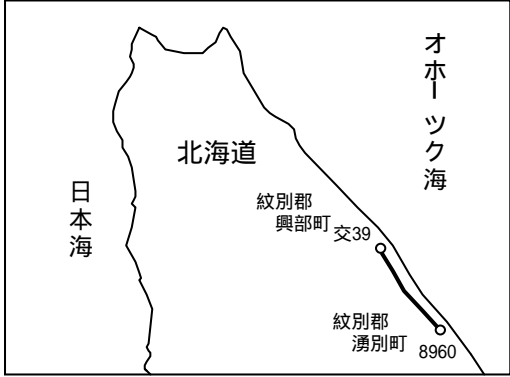 オホーツク海
北海道
日本海
紋別郡
興部町
交39
紋別郡
湧別町
8960